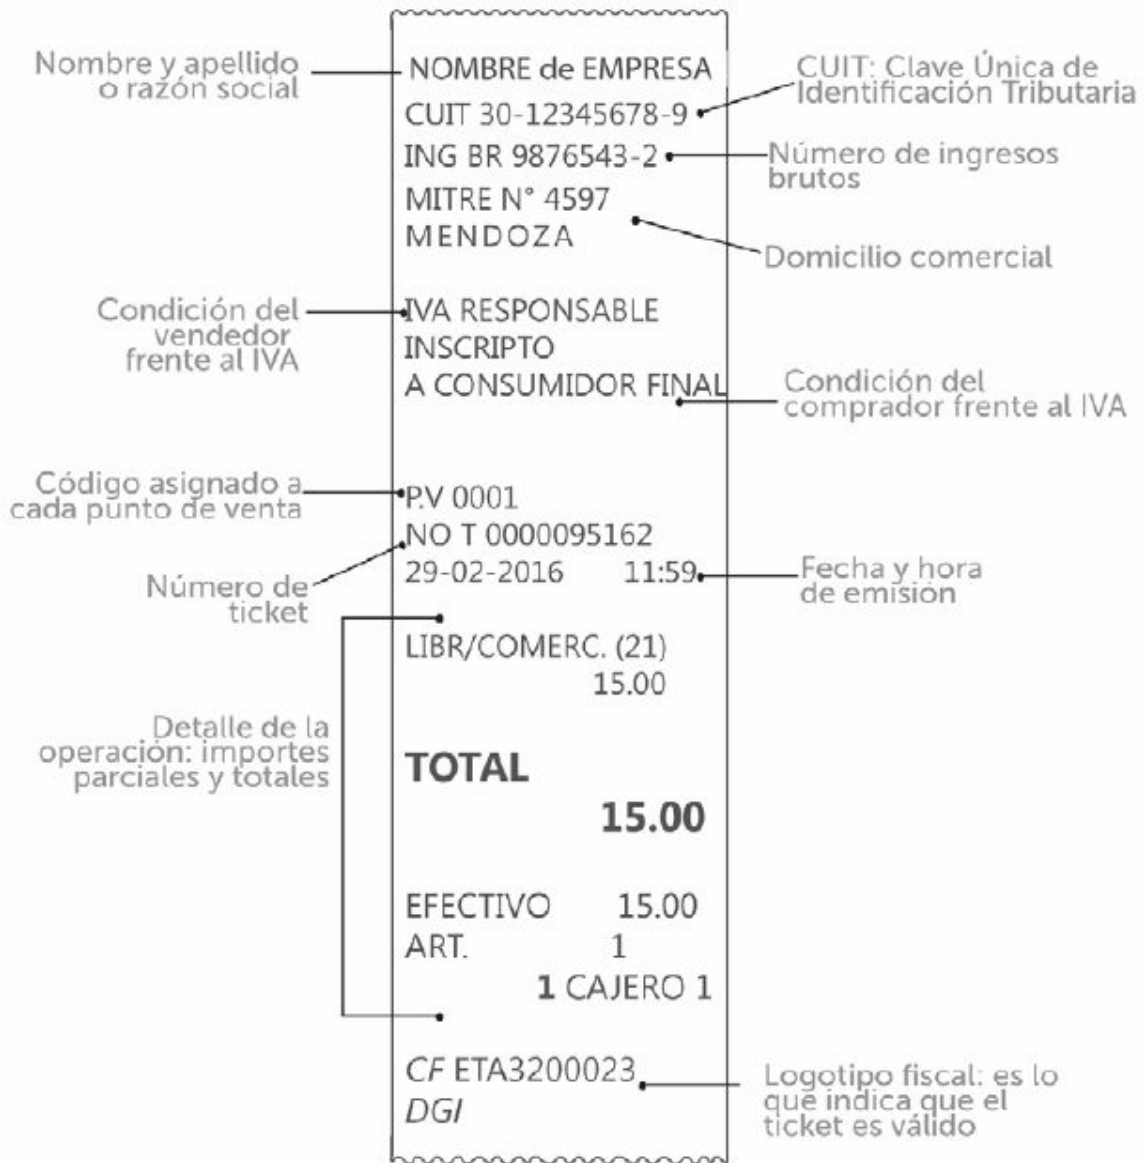 Nombre y apellido
o razón social
NOMBRE de EMPRESA
CUIT: Clave Única de
Identificación Tributaria
CUIT 30-12345678-9
ING BR 9876543-2
Número de ingresos
brutos
MITRE N° 4597
MENDOZA
Domicilio comercial
Condición del
vendedor
frente al IVA
IVA RESPONSABLE
INSCRIPTO
A CONSUMIDOR FINAL
Condición del
comprador frente al IVA
Código asignado a
cada punto de venta
P.V 0001
NO T 0000095162
Número de
ticket
29-02-2016 11:59
Fecha y hora
de emisión
LIBR/COMERC. (21)
15.00
Detalle de la
operación: importes
parciales y totales
TOTAL
15.00
EFECTIVO 15.00
ART. 1
1 CAJERO 1
CF ETA3200023
DGI
Logotipo fiscal: es lo
que indica que el
ticket es válido